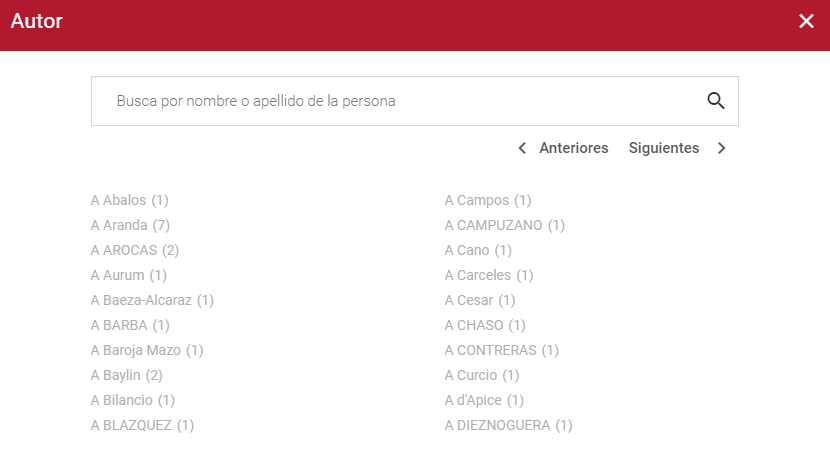 Autor
Busca por nombre o apellido de la persona
Anteriores Siguientes
A Abalos (1)
A Aranda (7)
A AROCAS (2)
A Aurum (1)
A Baeza-Alcaraz (1)
A BARBA (1)
A Baroja Mazo (1)
A Baylin (2)
A Bilancio (1)
A BLAZQUEZ (1)
A Campos (1)
A CAMPUZANO (1)
A Cano (1)
A Carceles (1)
A Cesar (1)
A CHASO (1)
A CONTRERAS (1)
A Curcio (1)
A d'Apice (1)
A DIEZNOGUERA (1)